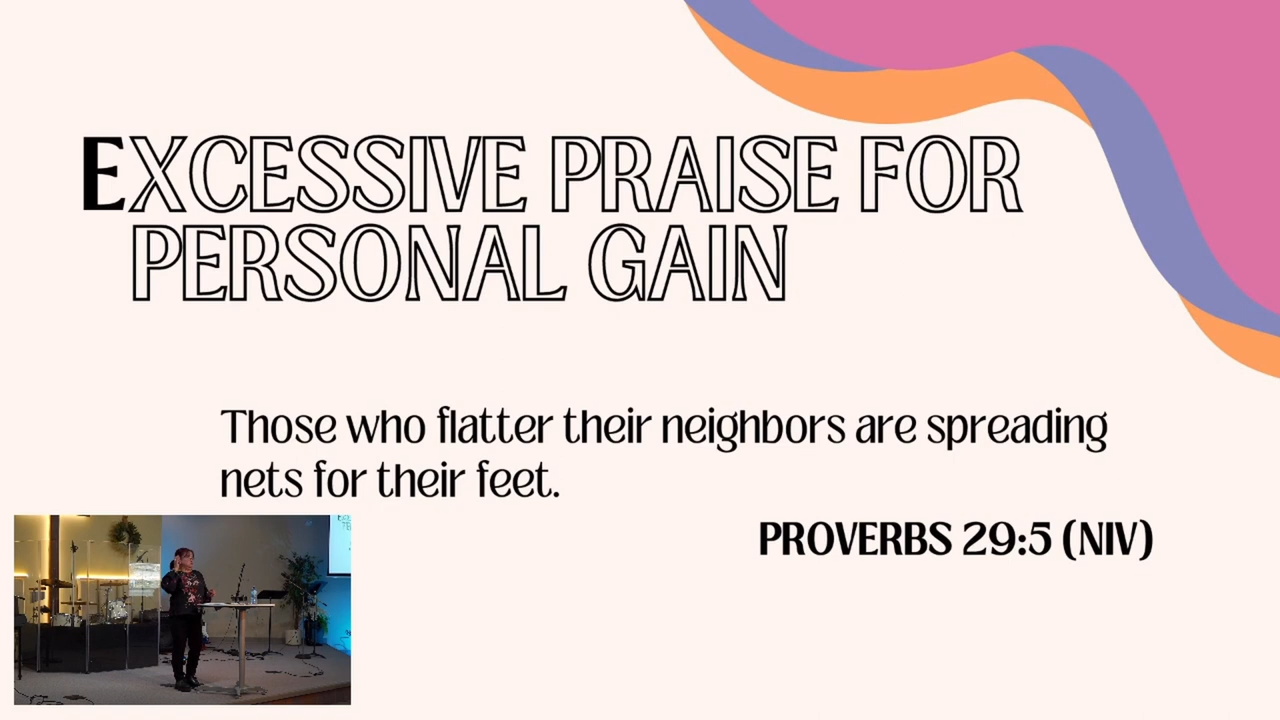 EXCESSIVE PRAISE FOR
PERSONAL GAIN
Those who flatter their neighbors are spreading
nets for their feet.
PROVERBS 29:5 (NIV)